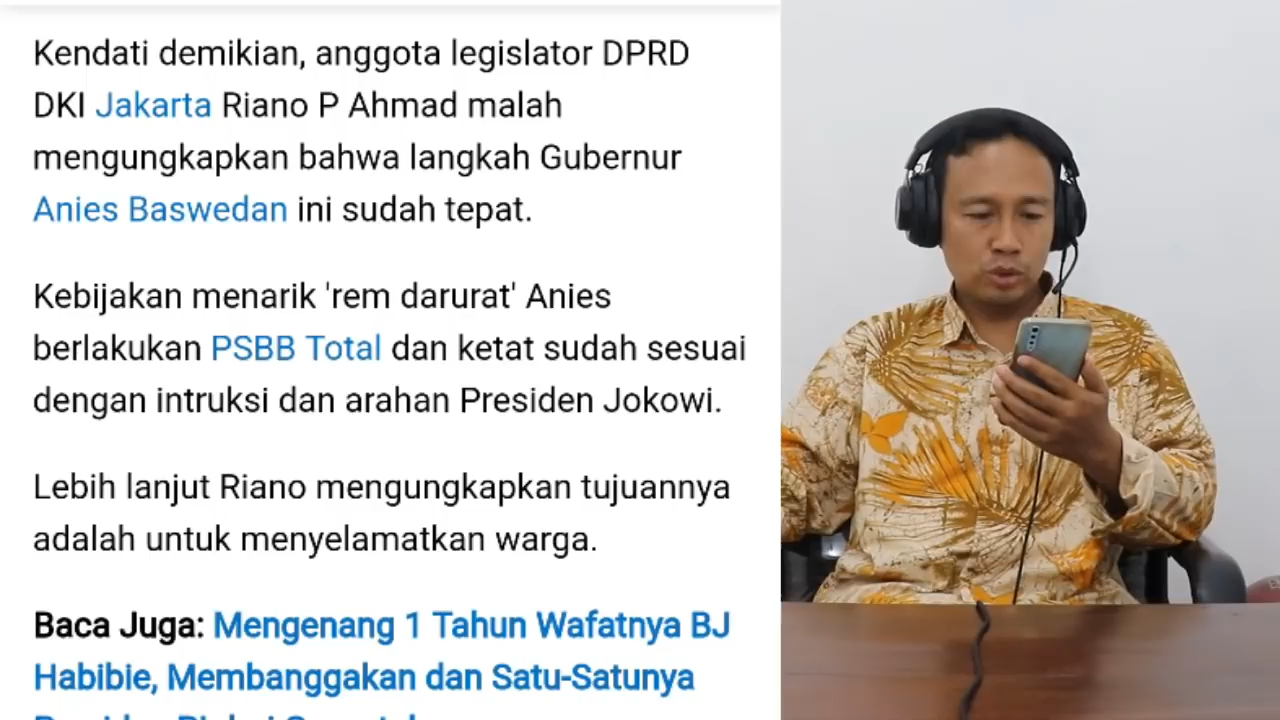 Kendati demikian, anggota legislator DPRD
DKI Jakarta Riano P Ahmad malah
mengungkapkan bahwa langkah Gubernur
Anies Baswedan ini sudah tepat.
Kebijakan menarik 'rem darurat' Anies
berlakukan PSBB Total dan ketat sudah sesuai
dengan intruksi dan arahan Presiden Jokowi.
Lebih lanjut Riano mengungkapkan tujuannya
adalah untuk menyelamatkan warga.
Baca Juga: Mengenang 1 Tahun Wafatnya BJ
Habibie, Membanggakan dan Satu-Satunya